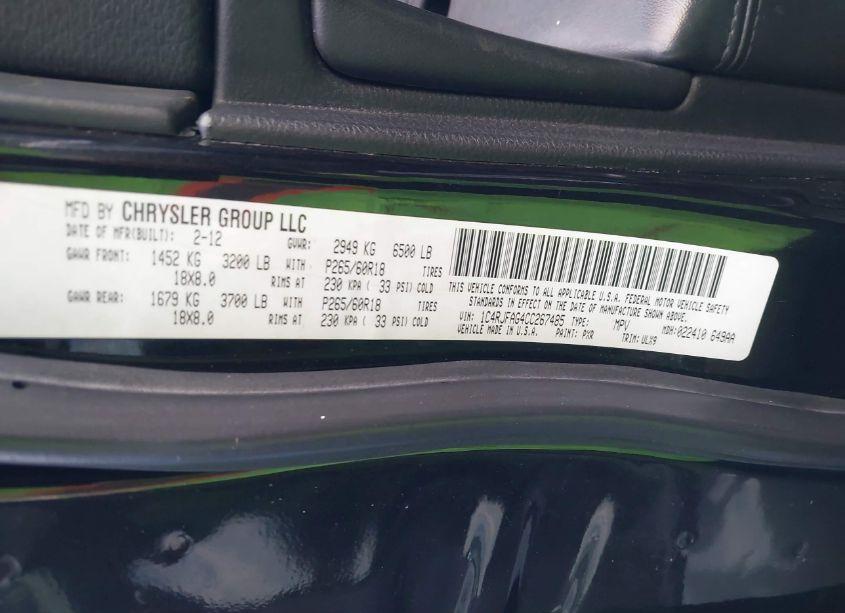 MFD BY CHRYSLER GROUP LLC
DATE OF MFR(BUILT): 2-12 GVWR: 2949 KG 6500 LB
GAWR FRONT: 1452 KG 3200 LB WITH P265/60R18 TIRES
18X8.0 RIMS AT 230 KPA ( 33 PSI) COLD
GAWR REAR: 1679 KG 3700 LB WITH P265/60R18 TIRES
18X8.0 RIMS AT 230 KPA ( 33 PSI) COLD
THIS VEHICLE CONFORMS TO ALL APPLICABLE U.S.A. FEDERAL MOTOR VEHICLE SAFETY
STANDARDS IN EFFECT ON THE DATE OF MANUFACTURE SHOWN ABOVE.
VIN: 1C4RJFAG4CC267485 TYPE: MPV MDH: 022410 649AA
VEHICLE MADE IN U.S.A. PAINT: PXR TRIM: ULX9